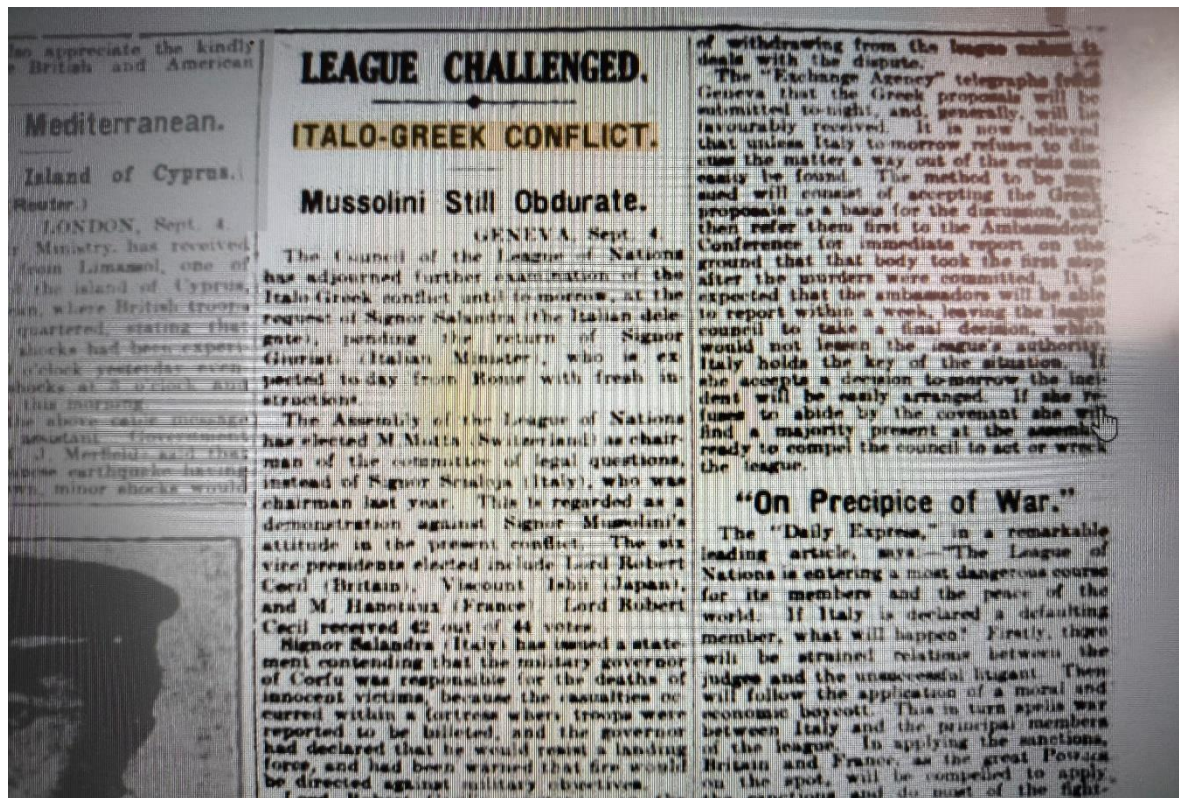 lso appreciate the kindly
British and American
Mediterranean.
Island of Cyprus.
Reuter.)
LONDON, Sept. 4.
r Ministry, has received
from Limassol, one of
the island of Cyprus,
an, where British troops
quartered, stating that
shocks had been experi-
o'clock yesterday even-
shocks at 3 o'clock and
this morning.
the above cable message
assistant Government
J. Merfield) said that
earthquake having
own, minor shocks would
LEAGUE CHALLENGED.
ITALO-GREEK CONFLICT.
Mussolini Still Obdurate.
GENEVA, Sept. 4.
The Council of the League of Nations
has adjourned further examination of the
Italo-Greek conflict until to-morrow, at the
request of Signor Salandra (the Italian dele-
gate), pending the return of Signor
Giuriati (Italian Minister), who is ex-
pected to-day from Rome with fresh in-
structions.
The Assembly of the League of Nations
has elected M. Motta (Switzerland) as chair-
man of the committee of legal questions,
instead of Signor Scialoja (Italy), who was
chairman last year. This is regarded as a
demonstration against Signor Mussolini's
attitude in the present conflict. The six
vice presidents elected include Lord Robert
Cecil (Britain), Viscount Ishii (Japan),
and M. Hanotaux (France) Lord Robert
Cecil received 42 out of 44 votes.
Signor Salandra (Italy) has issued a state-
ment contending that the military governor
of Corfu was responsible for the deaths of
innocent victims, because the casualties oc-
curred within a fortress where troops were
reported to be billeted, and the governor
had declared that he would resist a landing
force, and had been warned that fire would
be directed against military objectives.
of withdrawing from the league unless it
deals with the dispute.
The "Exchange Agency" telegraphs from
Geneva that the Greek proposals will be
submitted to-night, and, generally, will be
favourably received. It is now believed
that unless Italy to-morrow refuses to dis-
cuss the matter a way out of the crisis can
easily be found. The method to be pur-
sued will consist of accepting the Greek
proposals as a basis for the discussion, and
then refer them first to the Ambassadors'
Conference for immediate report on the
ground that that body took the first step
after the murders were committed. It is
expected that the ambassadors will be able
to report within a week, leaving the league
council to take a final decision, which
would not lessen the league's authority.
Italy holds the key of the situation. If
she accepts a decision to-morrow the inci-
dent will be easily arranged. If she re-
fuses to abide by the covenant she will
find a majority present at the assembly
ready to compel the council to act or wreck
the league.
"On Precipice of War."
The "Daily Express," in a remarkable
leading article, says:—"The League of
Nations is entering a most dangerous course
for its members and the peace of the
world. If Italy is declared a defaulting
member, what will happen? Firstly, there
will be strained relations between the
judges and the unsuccessful litigant. Then
will follow the application of a moral and
economic boycott. This in turn spells war
between Italy and the principal members
of the league. In applying the sanctions,
Britain and France, as the great Powers
on the spot, will be compelled to apply
the sanctions and do most of the fight-